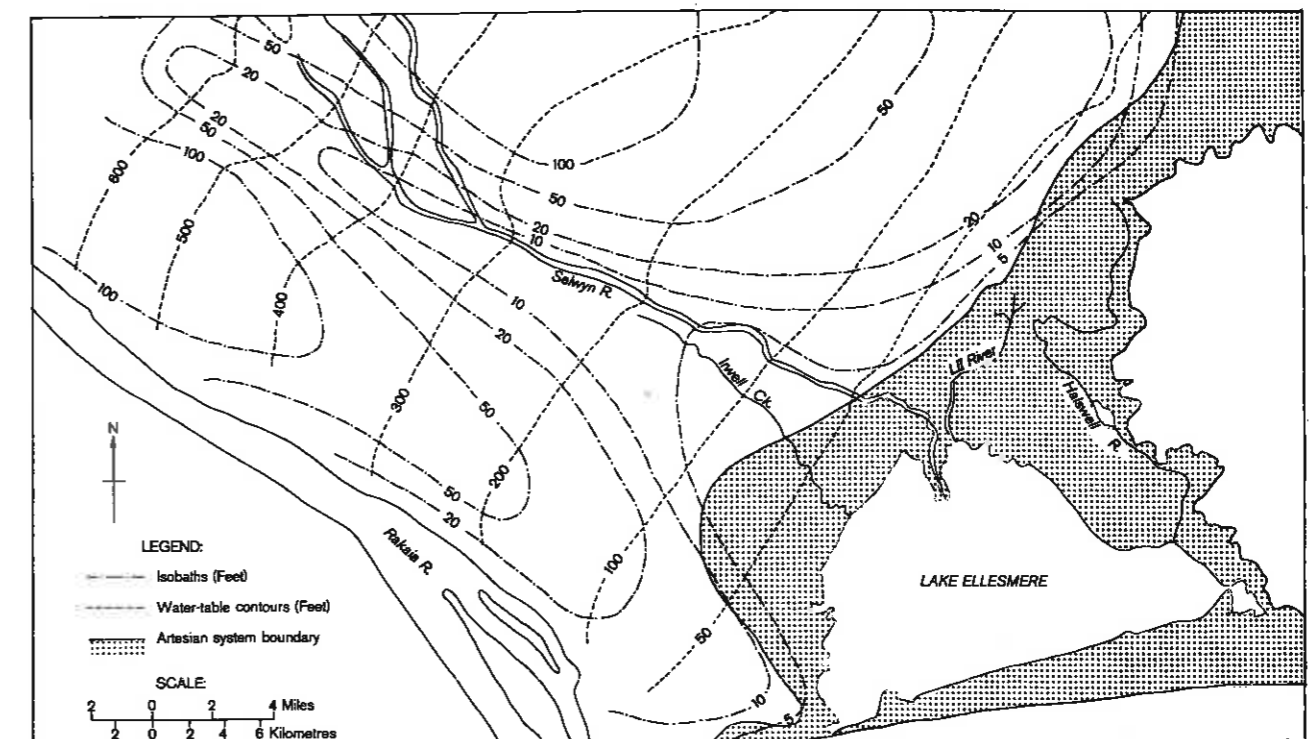 50
20
20
50
100
50
100
50
20
10
20
10
5
600
500
400
100
Selwyn R.
10
20
300
50
200
Irwell Ck.
LII River
Halswell R.
N
50
20
100
Rakaia R.
50
10
5
LAKE ELLESMERE
LEGEND:
Isobaths (Feet)
Water-table contours (Feet)
Artesian system boundary
SCALE:
2 0 2 4 Miles
2 0 2 4 6 Kilometres